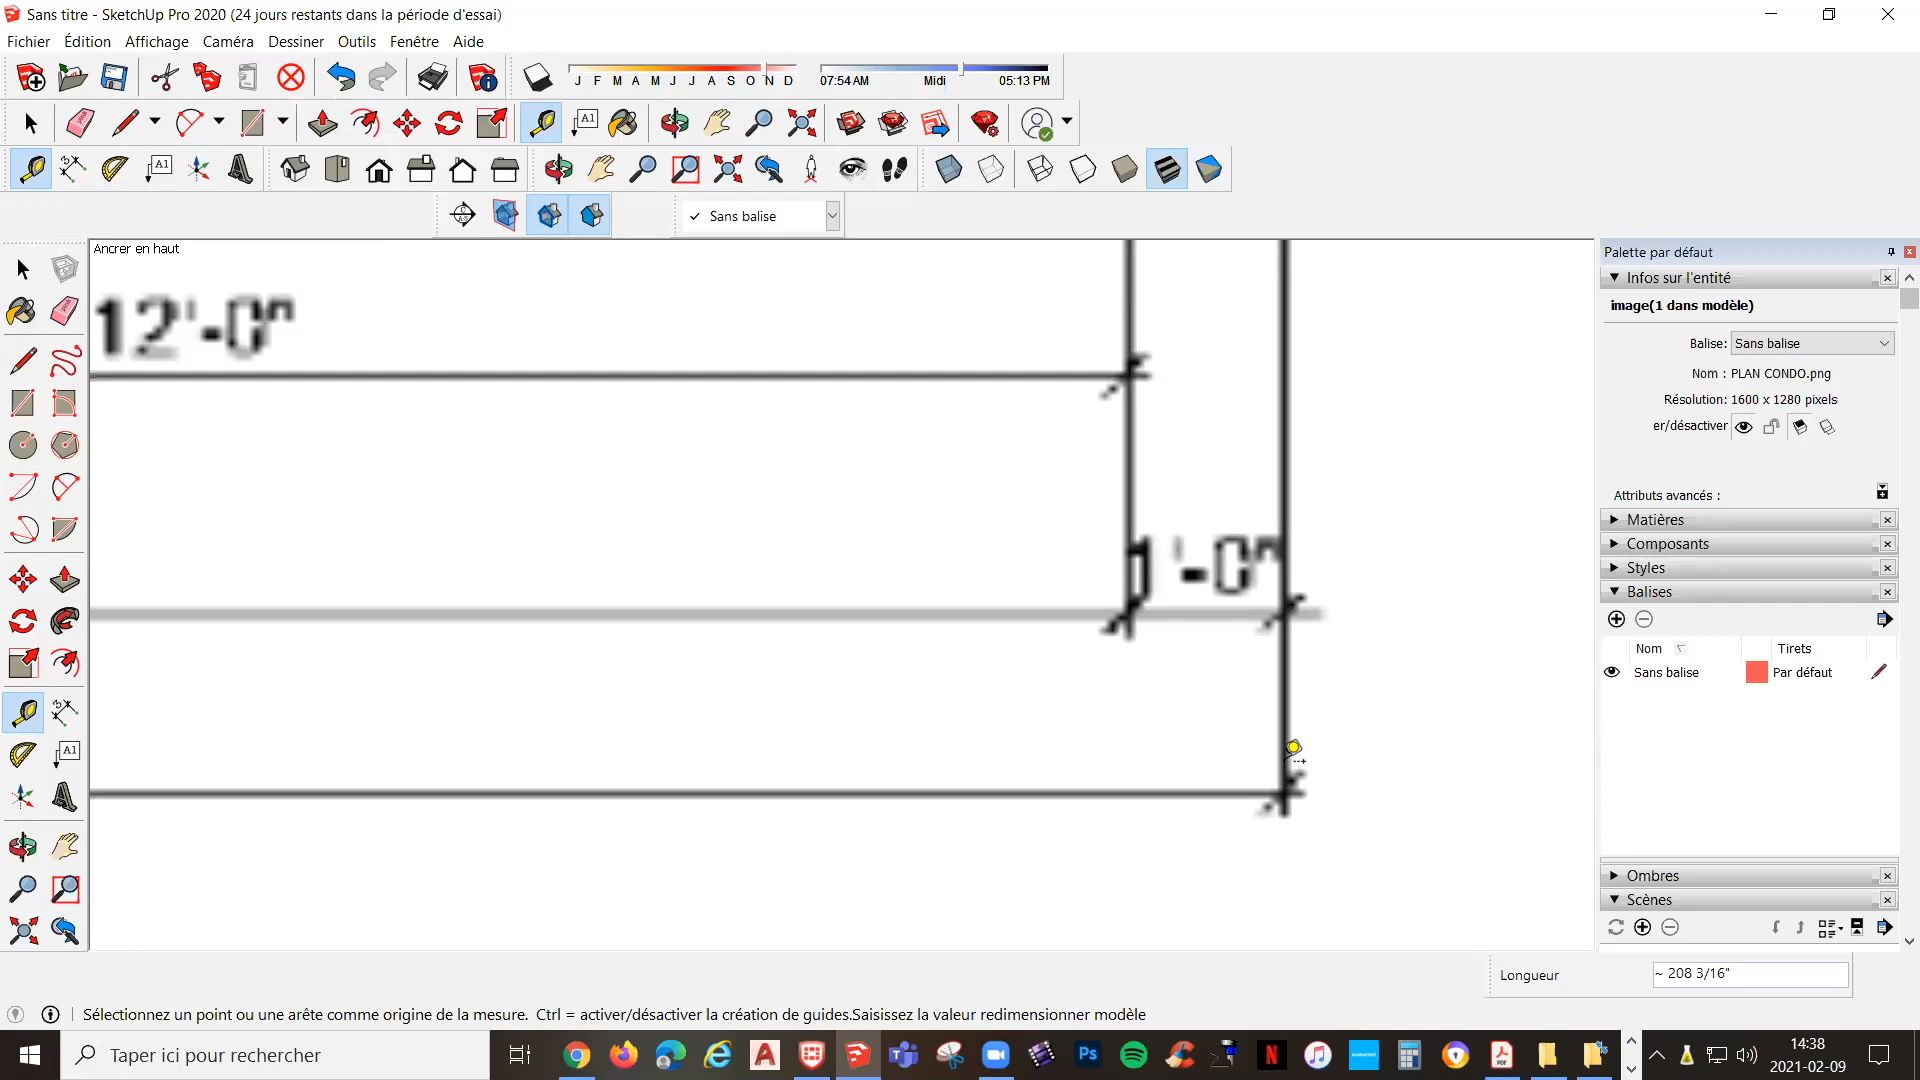 Sans titre - SketchUp Pro 2020 (24 jours restants dans la période d'essai)
Fichier Édition Affichage Caméra Dessiner Outils Fenêtre Aide
J F M A M J J A S O N D 07:54 AM Midi 05:13 PM
A1
A1
✓ Sans balise
Ancrer en haut
12'-0"
1'-0"
A1
Palette par défaut
Infos sur l'entité
image(1 dans modèle)
Balise: Sans balise
Nom : PLAN CONDO.png
Résolution: 1600 x 1280 pixels
er/désactiver
Attributs avancés :
Matières
Composants
Styles
Balises
Nom Tirets
Sans balise Par défaut
Ombres
Scènes
Longueur ~ 208 3/16"
Sélectionnez un point ou une arête comme origine de la mesure. Ctrl = activer/désactiver la création de guides.Saisissez la valeur redimensionner modèle
Taper ici pour rechercher
Ps
14:38
2021-02-09